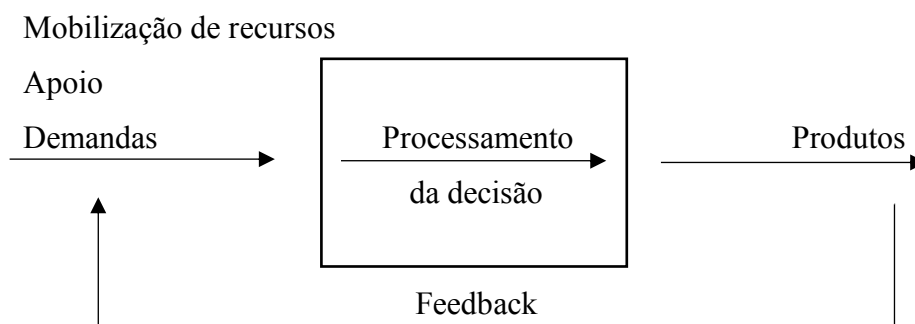 Mobilização de recursos
Apoio
Demandas
Processamento
da decisão
Produtos
Feedback